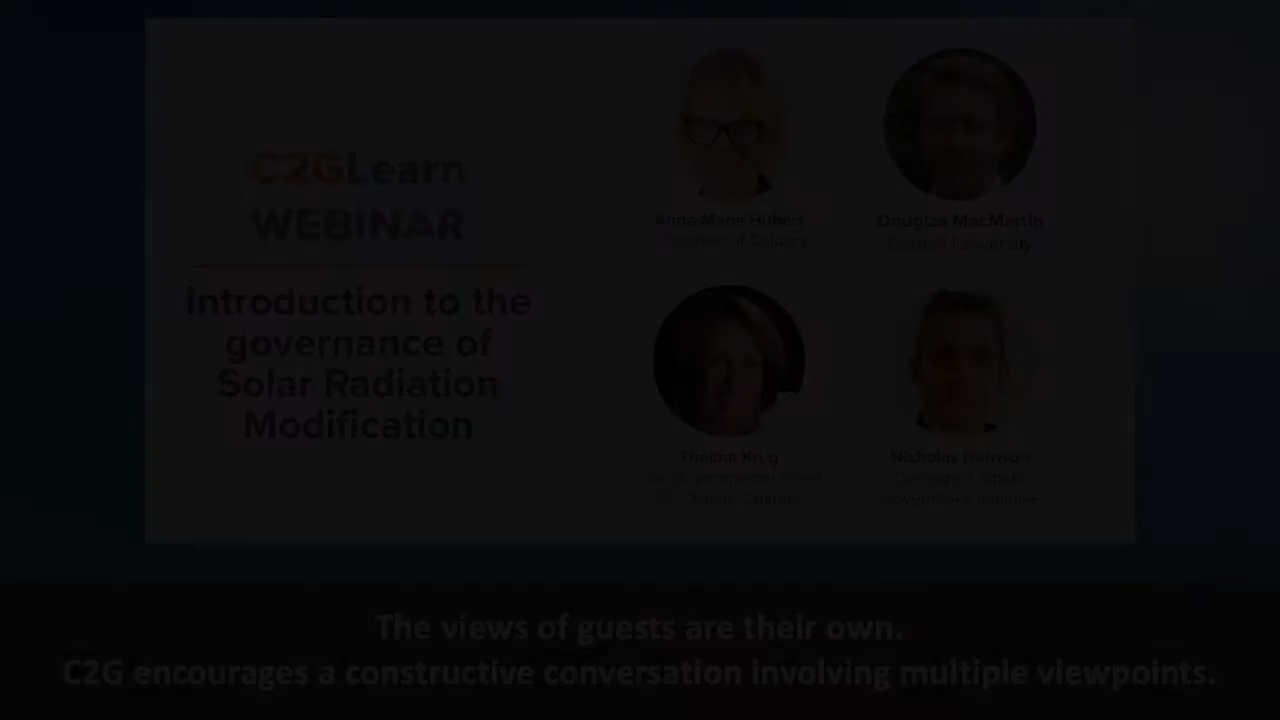 C2GLearn
WEBINAR
Introduction to the
governance of
Solar Radiation
Modification
Anna-Maria Hubert
University of Calgary
Douglas MacMartin
Cornell University
Thelma Krug
on Climate Change
Nicholas Harrison
Carnegie Climate
Governance Initiative
The views of guests are their own.
C2G encourages a constructive conversation involving multiple viewpoints.